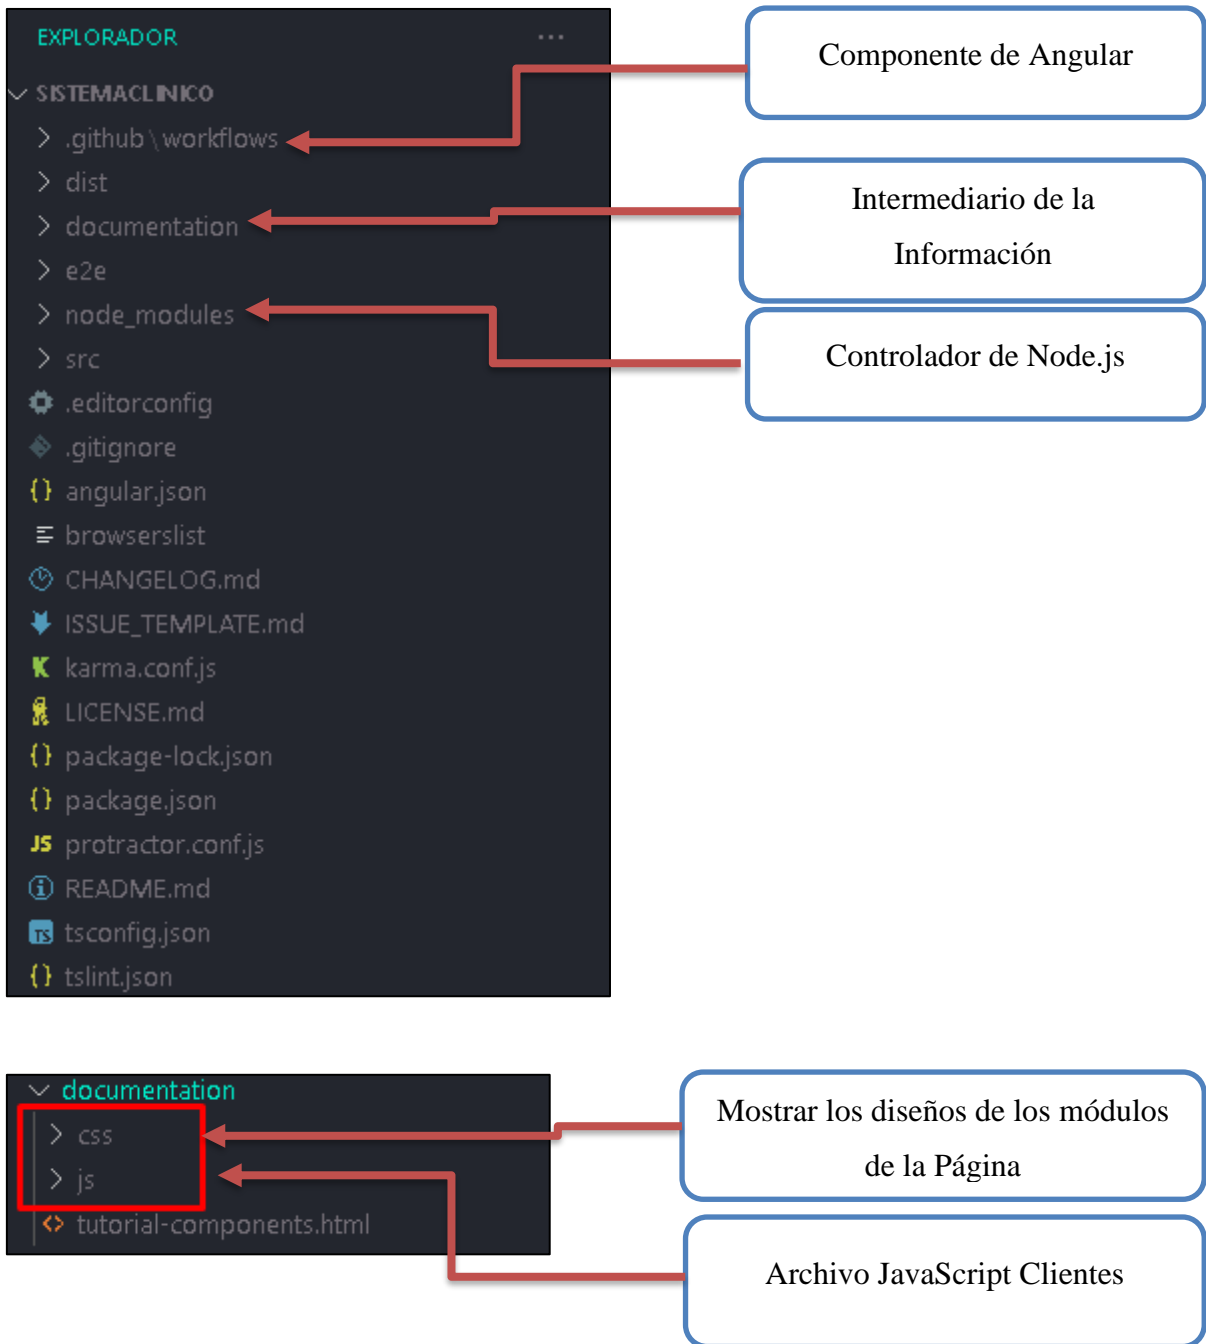 EXPLORADOR
SISTEMACLINICO
.github\workflows
dist
documentation
e2e
node_modules
src
.editorconfig
.gitignore
angular.json
browserslist
CHANGELOG.md
ISSUE_TEMPLATE.md
karma.conf.js
LICENSE.md
package-lock.json
package.json
JS protractor.conf.js
README.md
TS tsconfig.json
tslint.json
Componente de Angular
Intermediario de la
Información
Controlador de Node.js
documentation
css
js
tutorial-components.html
Mostrar los diseños de los módulos
de la Página
Archivo JavaScript Clientes